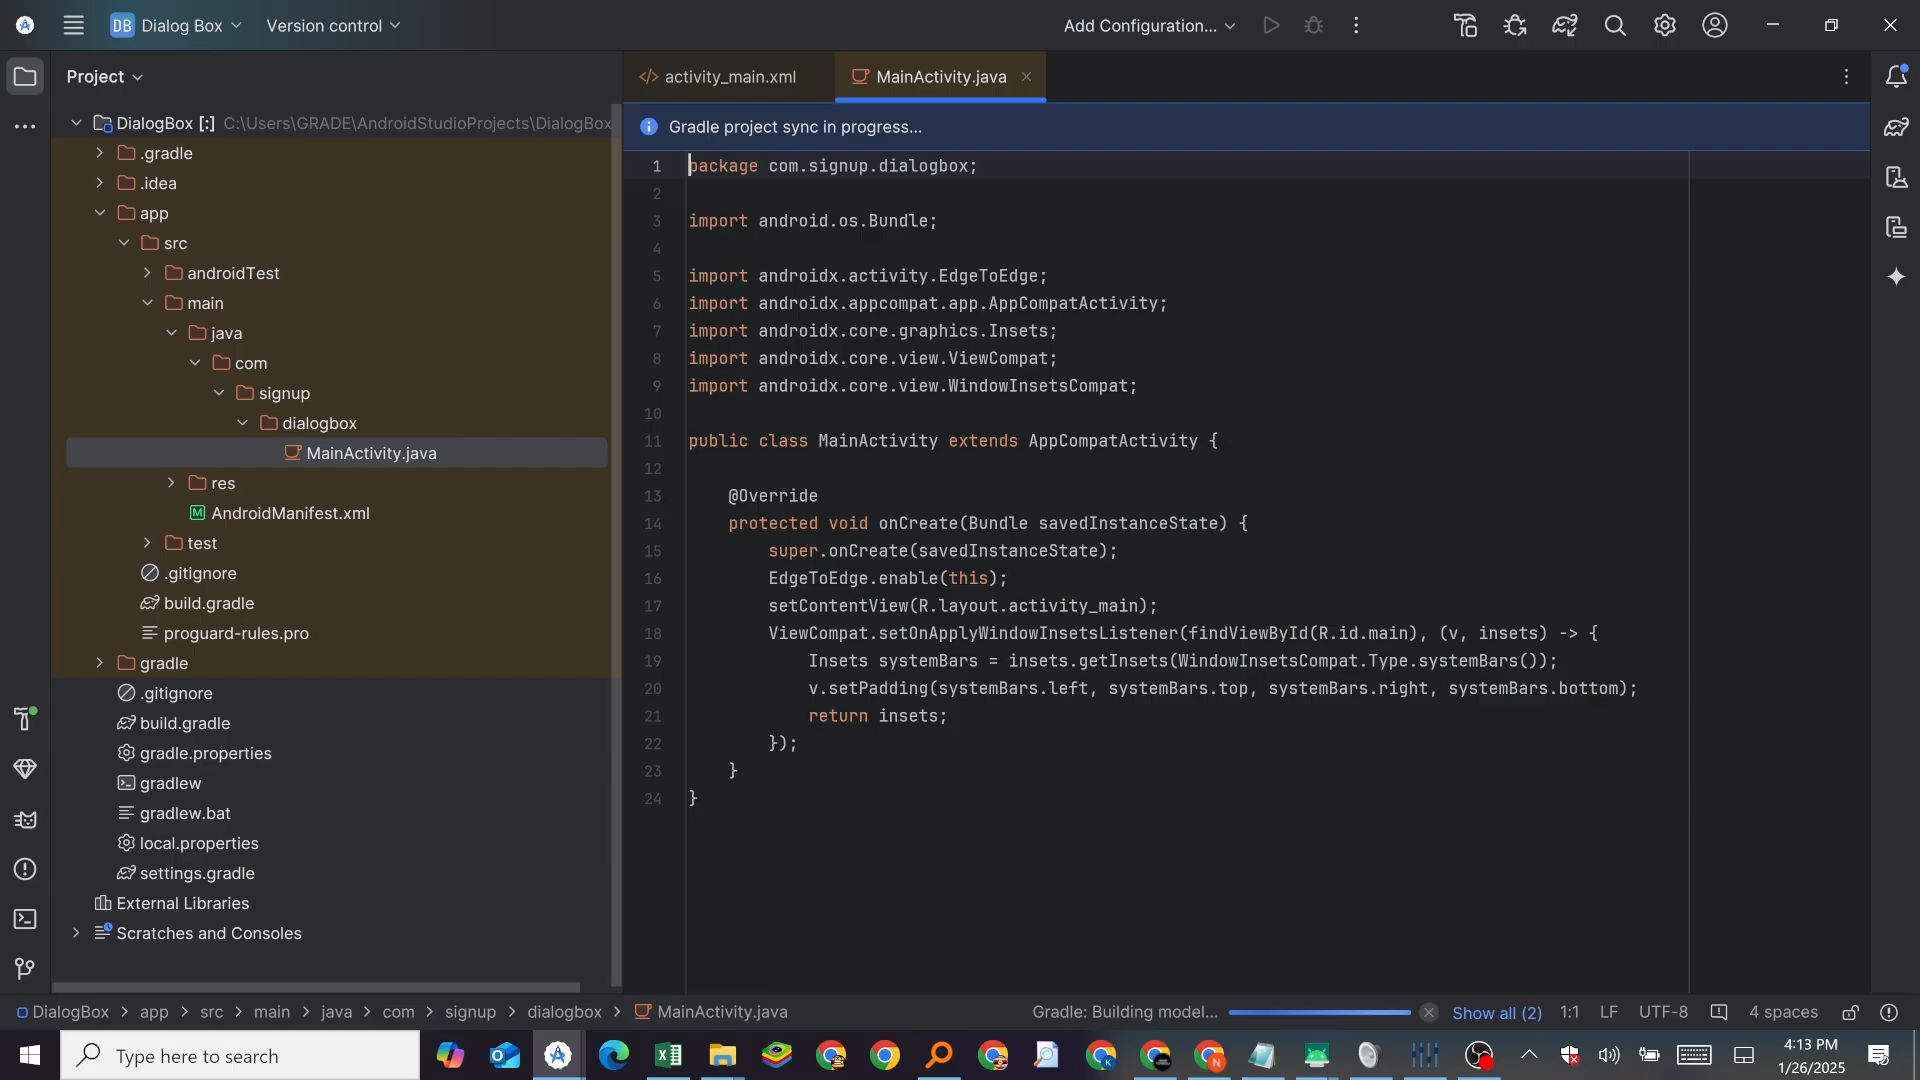 DB Dialog Box Version control Add Configuration...
Project
activity_main.xml MainActivity.java
DialogBox [:] C:\Users\GRADE\AndroidStudioProjects\DialogBox
Gradle project sync in progress...
.gradle
.idea
app
src
androidTest
main
java
com
signup
dialogbox
MainActivity.java
res
M AndroidManifest.xml
test
.gitignore
build.gradle
proguard-rules.pro
gradle
.gitignore
build.gradle
gradle.properties
gradlew
gradlew.bat
local.properties
settings.gradle
External Libraries
Scratches and Consoles
1 package com.signup.dialogbox;
2
3 import android.os.Bundle;
4
5 import androidx.activity.EdgeToEdge;
6 import androidx.appcompat.app.AppCompatActivity;
7 import androidx.core.graphics.Insets;
8 import androidx.core.view.ViewCompat;
9 import androidx.core.view.WindowInsetsCompat;
10
11 public class MainActivity extends AppCompatActivity {
12
13 @Override
14 protected void onCreate(Bundle savedInstanceState) {
15 super.onCreate(savedInstanceState);
16 EdgeToEdge.enable(this);
17 setContentView(R.layout.activity_main);
18 ViewCompat.setOnApplyWindowInsetsListener(findViewById(R.id.main), (v, insets) -> {
19 Insets systemBars = insets.getInsets(WindowInsetsCompat.Type.systemBars());
20 v.setPadding(systemBars.left, systemBars.top, systemBars.right, systemBars.bottom);
21 return insets;
22 });
23 }
24 }
DialogBox > app > src > main > java > com > signup > dialogbox > MainActivity.java Gradle: Building model... Show all (2) 1:1 LF UTF-8 4 spaces
Type here to search
4:13 PM
1/26/2025